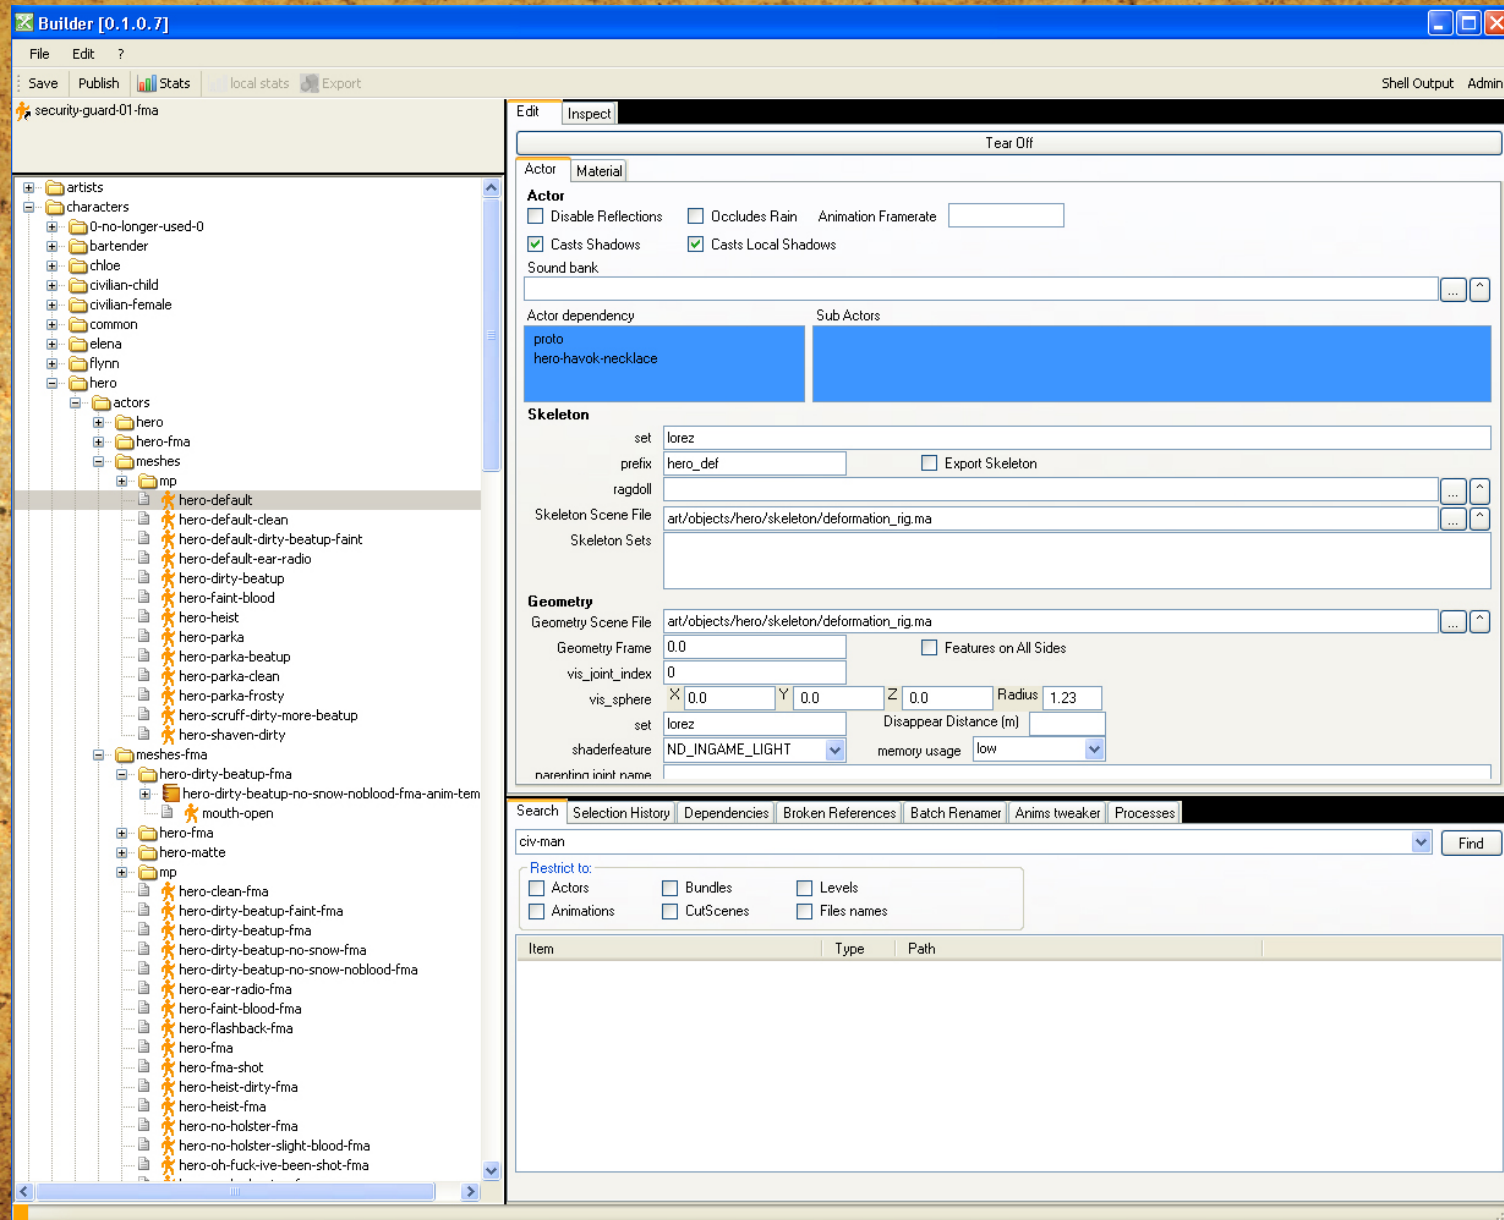 Builder [0.1.0.7]
File Edit ?
Save Publish Stats local stats Export Shell Output Admin
security-guard-01-fma
artists
characters
0-no-longer-used-0
bartender
chloe
civilian-child
civilian-female
common
elena
flynn
hero
actors
hero
hero-fma
meshes
mp
hero-default
hero-default-clean
hero-default-dirty-beatup-faint
hero-default-ear-radio
hero-dirty-beatup
hero-faint-blood
hero-heist
hero-parka
hero-parka-beatup
hero-parka-clean
hero-parka-frosty
hero-scruff-dirty-more-beatup
hero-shaven-dirty
meshes-fma
hero-dirty-beatup-fma
hero-dirty-beatup-no-snow-noblood-fma-anim-tem
mouth-open
hero-fma
hero-matte
mp
hero-clean-fma
hero-dirty-beatup-faint-fma
hero-dirty-beatup-fma
hero-dirty-beatup-no-snow-fma
hero-dirty-beatup-no-snow-noblood-fma
hero-ear-radio-fma
hero-faint-blood-fma
hero-flashback-fma
hero-fma
hero-fma-shot
hero-heist-dirty-fma
hero-heist-fma
hero-no-holster-fma
hero-no-holster-slight-blood-fma
hero-oh-fuck-ive-been-shot-fma
Edit Inspect
Tear Off
Actor Material
Actor
Disable Reflections Occludes Rain Animation Framerate
Casts Shadows Casts Local Shadows
Sound bank
... ^
Actor dependency Sub Actors
proto
hero-havok-necklace
Skeleton
set lorez
prefix hero_def Export Skeleton
ragdoll ... ^
Skeleton Scene File art/objects/hero/skeleton/deformation_rig.ma ... ^
Skeleton Sets
Geometry
Geometry Scene File art/objects/hero/skeleton/deformation_rig.ma ... ^
Geometry Frame 0.0 Features on All Sides
vis_joint_index 0
vis_sphere X 0.0 Y 0.0 Z 0.0 Radius 1.23
set lorez Disappear Distance (m)
shaderfeature ND_INGAME_LIGHT memory usage low
parenting joint name
Search Selection History Dependencies Broken References Batch Renamer Anims tweaker Processes
civ-man Find
Restrict to:
Actors Bundles Levels
Animations CutScenes Files names
Item Type Path